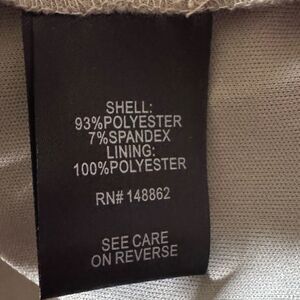 SHELL:
93%POLYESTER
7%SPANDEX
LINING:
100%POLYESTER
RN# 148862
SEE CARE
ON REVERSE